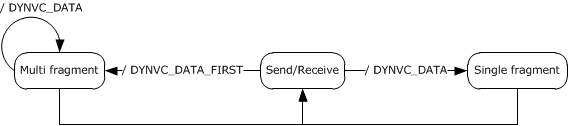 / DYNVC_DATA
Multi fragment
/ DYNVC_DATA_FIRST
Send/Receive
/ DYNVC_DATA
Single fragment